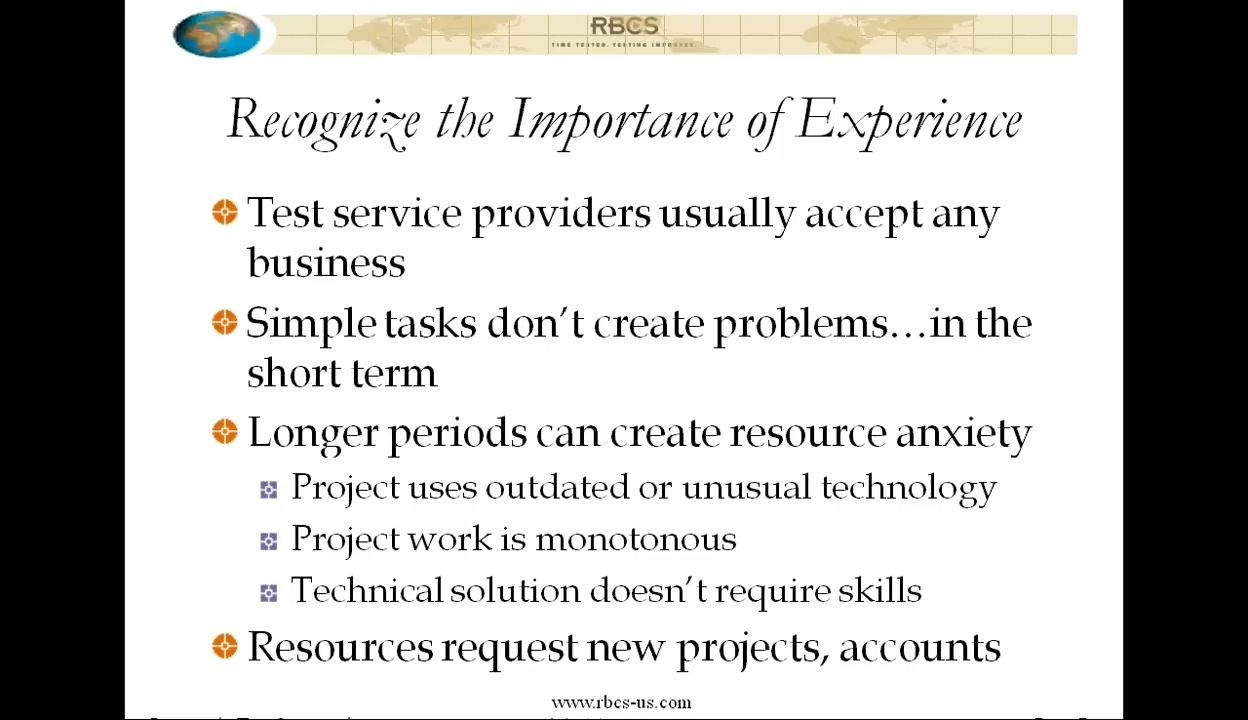 RBCS
TIME TESTED. TESTING IMPROVED.
Recognize the Importance of Experience
Test service providers usually accept any
business
Simple tasks don't create problems…in the
short term
Longer periods can create resource anxiety
Project uses outdated or unusual technology
Project work is monotonous
Technical solution doesn't require skills
Resources request new projects, accounts
www.rbcs-us.com